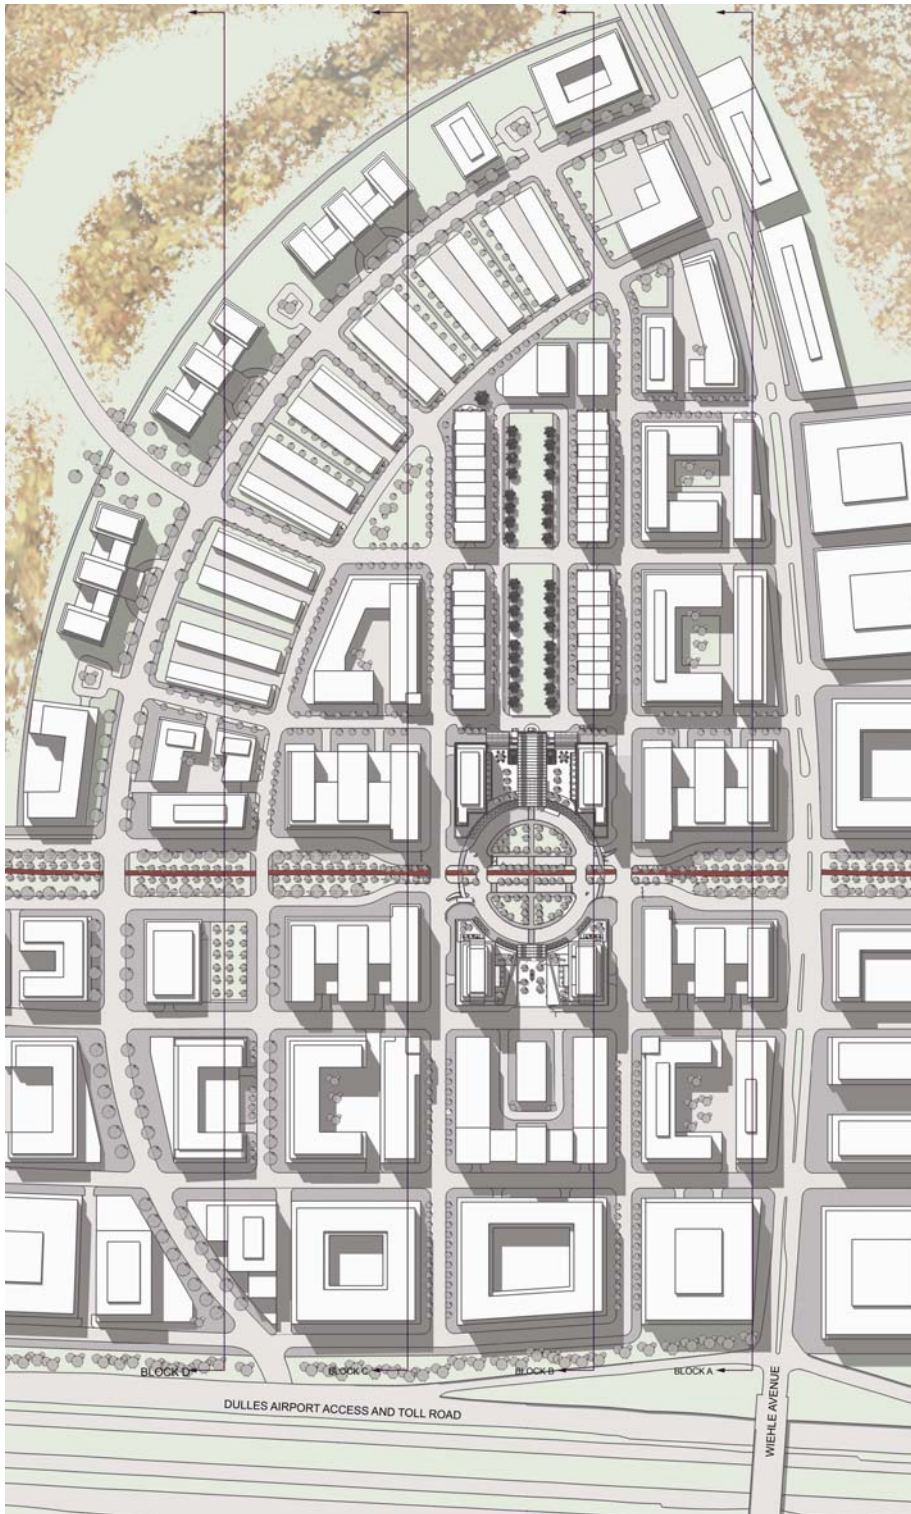 BLOCK D
BLOCK C
BLOCK B
BLOCK A
DULLES AIRPORT ACCESS AND TOLL ROAD
WIEHLE AVENUE